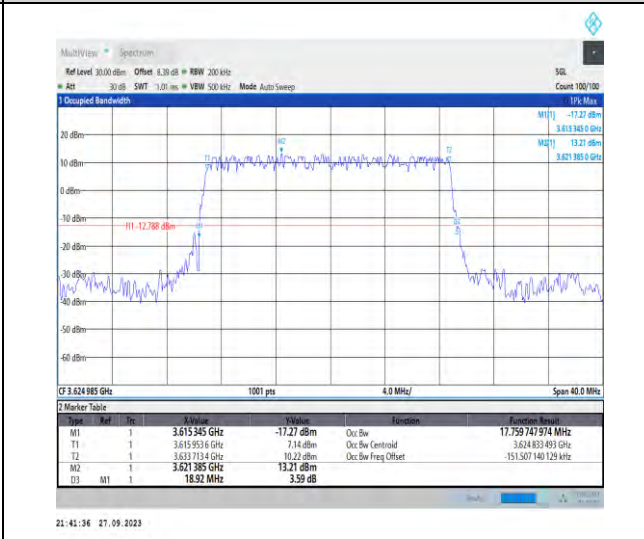 MultiView Spectrum
Ref Level 30.00 dBm Offset 8.39 dB RBW 200 kHz SGL
Att 30 dB SWT 1.01 ms VBW 500 kHz Mode Auto Sweep Count 100/100
1 Occupied Bandwidth 1Pk Max
M1[1] -17.27 dBm
3.615 345 0 GHz
M2[1] 13.21 dBm
3.621 385 0 GHz
20 dBm
M2
T1
T2
10 dBm
0 dBm
-10 dBm
H1 -12.788 dBm
M1
D3
-20 dBm
-30 dBm
-40 dBm
-50 dBm
-60 dBm
CF 3.624 985 GHz 1001 pts 4.0 MHz/ Span 40.0 MHz
2 Marker Table
Type Ref Trc X-Value Y-Value Function Function Result
M1 1 3.615 345 GHz -17.27 dBm Occ Bw 17.759 747 974 MHz
T1 1 3.615 953 6 GHz 7.14 dBm Occ Bw Centroid 3.624 833 493 GHz
T2 1 3.633 713 4 GHz 10.22 dBm Occ Bw Freq Offset -151.507 140 129 kHz
M2 1 3.621 385 GHz 13.21 dBm
D3 M1 1 18.92 MHz 3.59 dB
21:41:36 27.09.2023